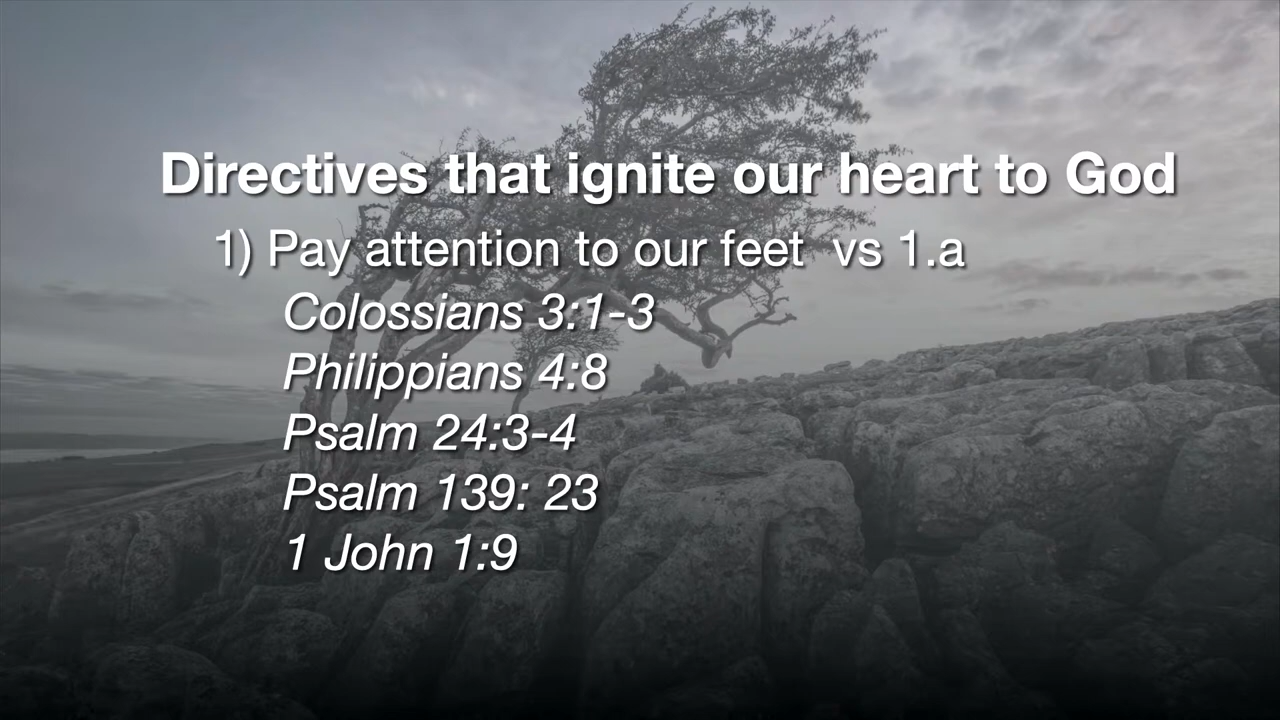 Directives that ignite our heart to God
1) Pay attention to our feet  vs 1.a
Colossians 3:1-3
Philippians 4:8
Psalm 24:3-4
Psalm 139: 23
1 John 1:9